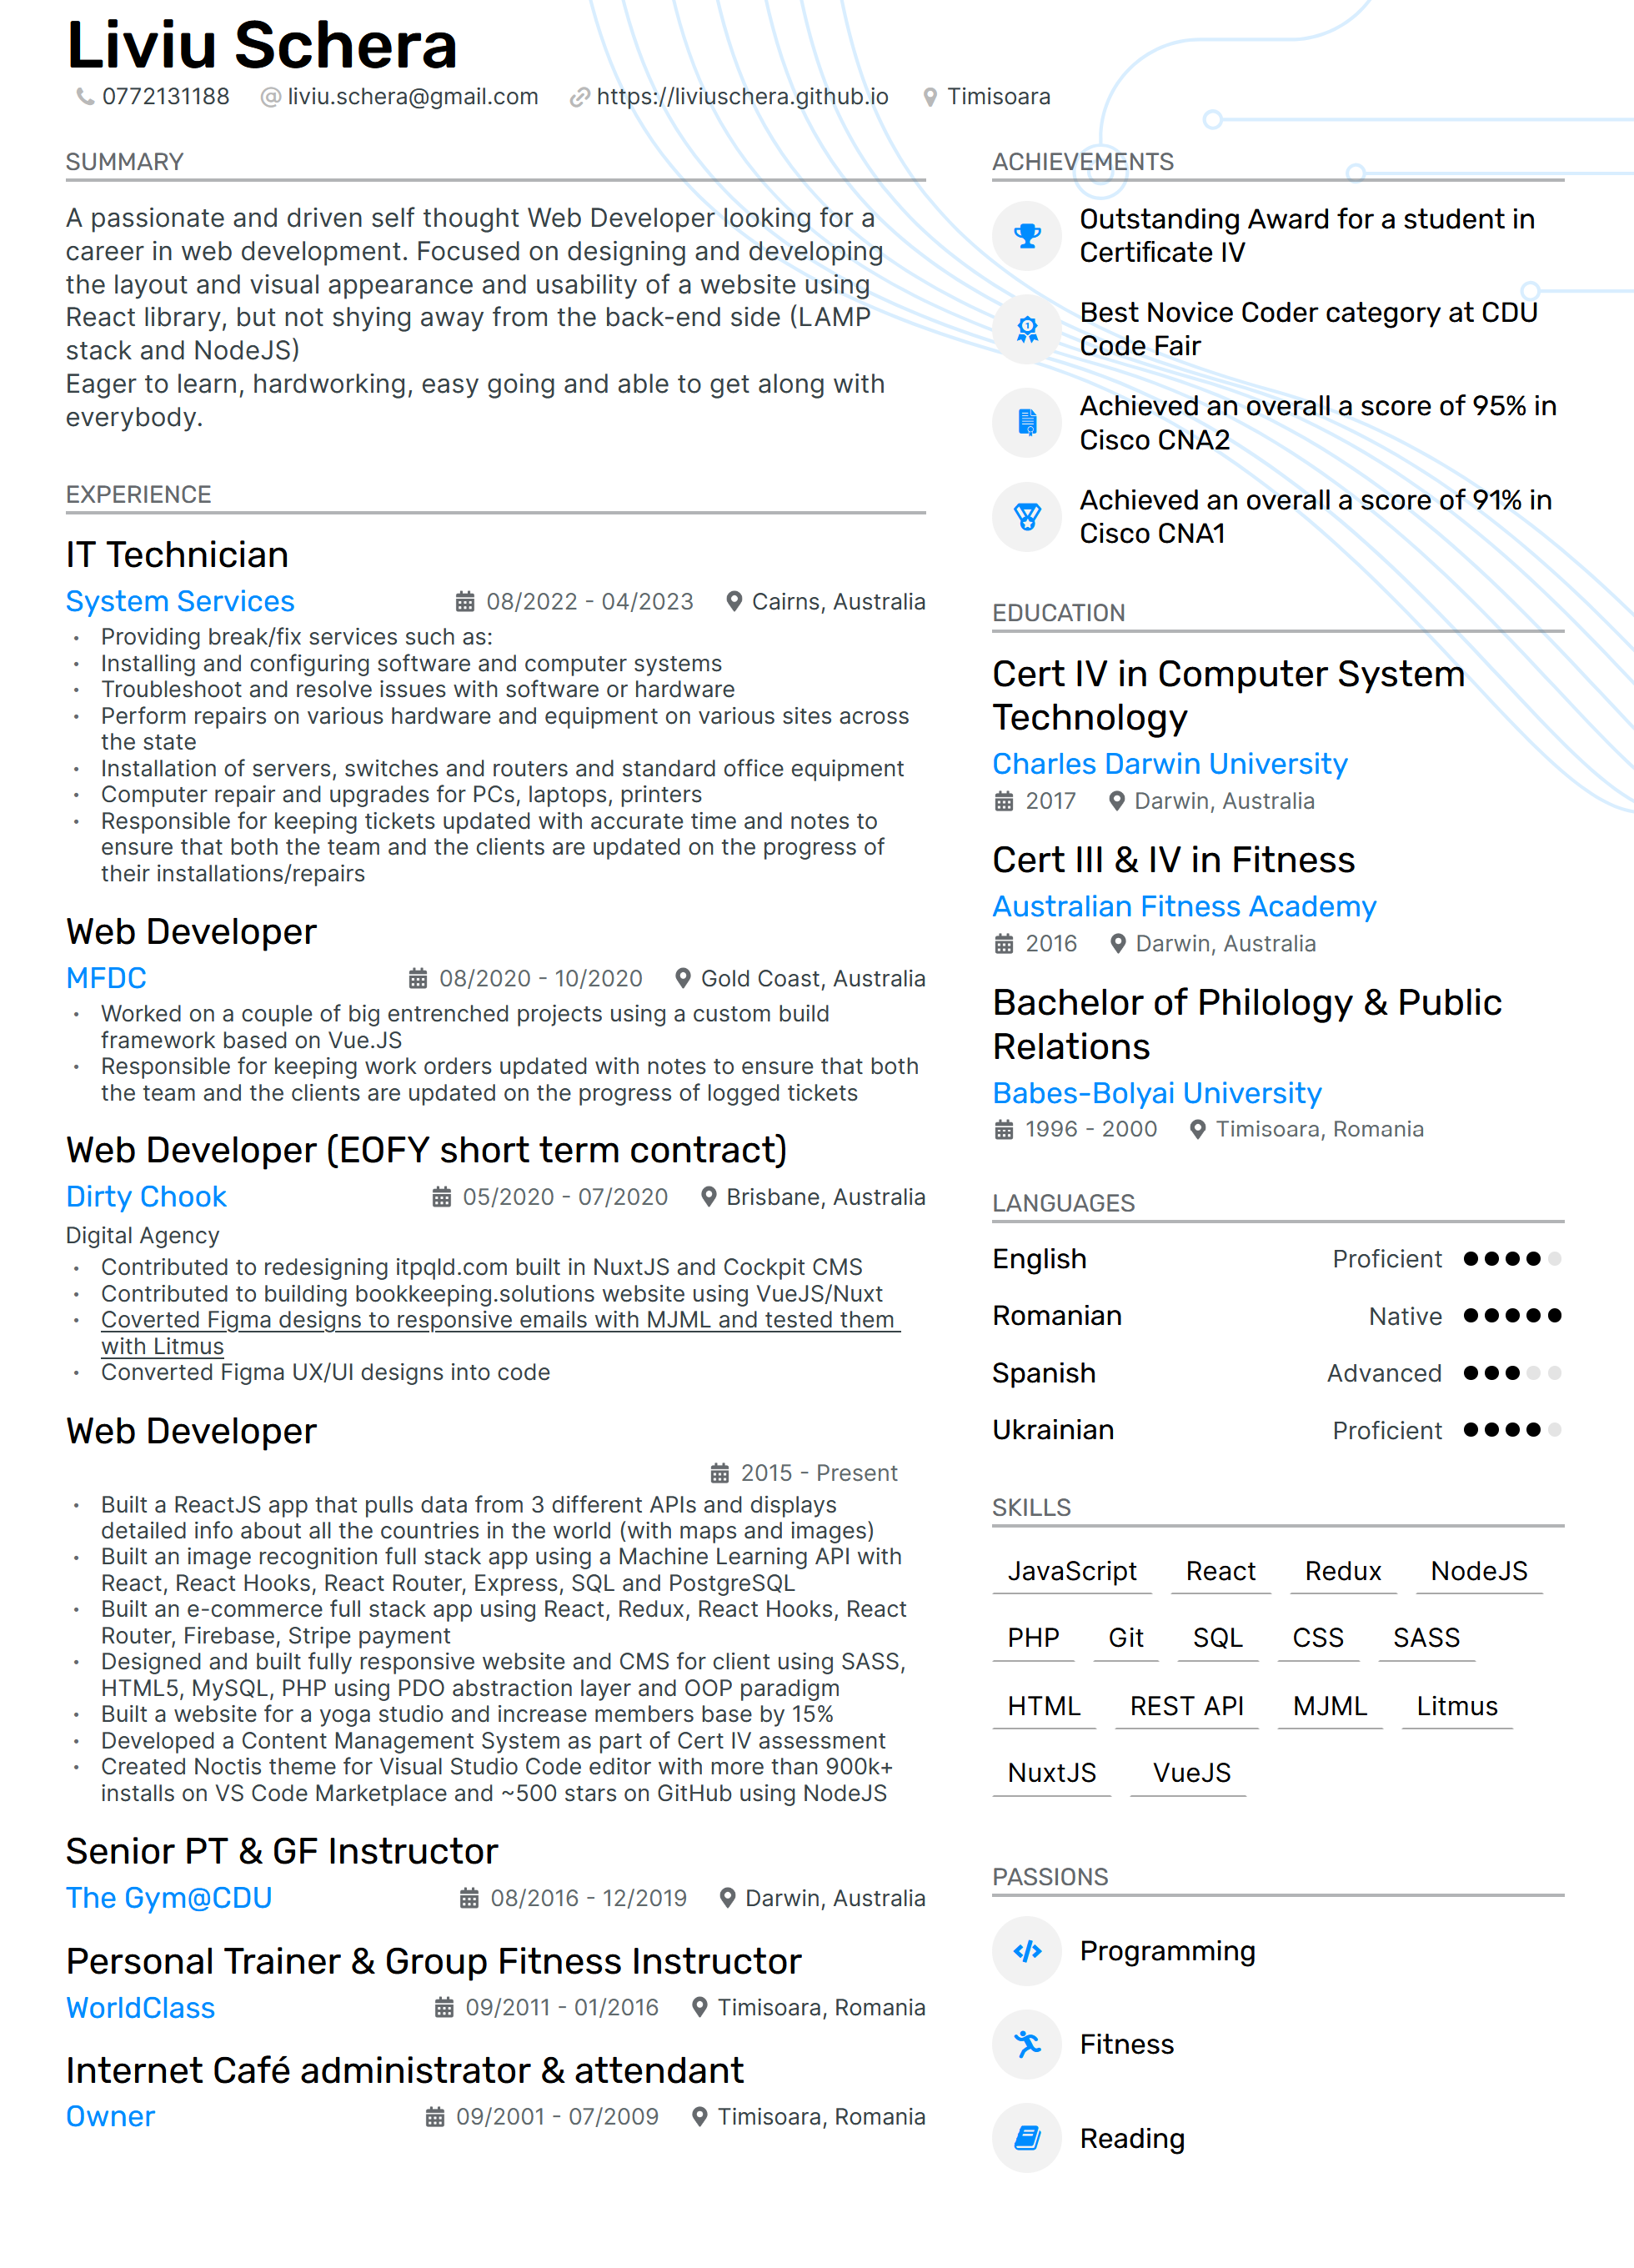 Liviu Schera
0772131188 @ liviu.schera@gmail.com https://liviuschera.github.io Timisoara
SUMMARY
A passionate and driven self thought Web Developer looking for a
career in web development. Focused on designing and developing
the layout and visual appearance and usability of a website using
React library, but not shying away from the back-end side (LAMP
stack and NodeJS)
Eager to learn, hardworking, easy going and able to get along with
everybody.
EXPERIENCE
IT Technician
System Services 08/2022 - 04/2023 Cairns, Australia
• Providing break/fix services such as:
• Installing and configuring software and computer systems
• Troubleshoot and resolve issues with software or hardware
• Perform repairs on various hardware and equipment on various sites across
the state
• Installation of servers, switches and routers and standard office equipment
• Computer repair and upgrades for PCs, laptops, printers
• Responsible for keeping tickets updated with accurate time and notes to
ensure that both the team and the clients are updated on the progress of
their installations/repairs
Web Developer
MFDC 08/2020 - 10/2020 Gold Coast, Australia
• Worked on a couple of big entrenched projects using a custom build
framework based on Vue.JS
• Responsible for keeping work orders updated with notes to ensure that both
the team and the clients are updated on the progress of logged tickets
Web Developer (EOFY short term contract)
Dirty Chook 05/2020 - 07/2020 Brisbane, Australia
Digital Agency
• Contributed to redesigning itpqld.com built in NuxtJS and Cockpit CMS
• Contributed to building bookkeeping.solutions website using VueJS/Nuxt
• Coverted Figma designs to responsive emails with MJML and tested them
with Litmus
• Converted Figma UX/UI designs into code
Web Developer
2015 - Present
• Built a ReactJS app that pulls data from 3 different APIs and displays
detailed info about all the countries in the world (with maps and images)
• Built an image recognition full stack app using a Machine Learning API with
React, React Hooks, React Router, Express, SQL and PostgreSQL
• Built an e-commerce full stack app using React, Redux, React Hooks, React
Router, Firebase, Stripe payment
• Designed and built fully responsive website and CMS for client using SASS,
HTML5, MySQL, PHP using PDO abstraction layer and OOP paradigm
• Built a website for a yoga studio and increase members base by 15%
• Developed a Content Management System as part of Cert IV assessment
• Created Noctis theme for Visual Studio Code editor with more than 900k+
installs on VS Code Marketplace and ~500 stars on GitHub using NodeJS
Senior PT & GF Instructor
The Gym@CDU 08/2016 - 12/2019 Darwin, Australia
Personal Trainer & Group Fitness Instructor
WorldClass 09/2011 - 01/2016 Timisoara, Romania
Internet Café administrator & attendant
Owner 09/2001 - 07/2009 Timisoara, Romania
ACHIEVEMENTS
Outstanding Award for a student in
Certificate IV
1
Best Novice Coder category at CDU
Code Fair
Achieved an overall a score of 95% in
Cisco CNA2
Achieved an overall a score of 91% in
Cisco CNA1
EDUCATION
Cert IV in Computer System
Technology
Charles Darwin University
2017 Darwin, Australia
Cert III & IV in Fitness
Australian Fitness Academy
2016 Darwin, Australia
Bachelor of Philology & Public
Relations
Babes-Bolyai University
1996 - 2000 Timisoara, Romania
LANGUAGES
English Proficient
Romanian Native
Spanish Advanced
Ukrainian Proficient
SKILLS
JavaScript React Redux NodeJS
PHP Git SQL CSS SASS
HTML REST API MJML Litmus
NuxtJS VueJS
PASSIONS
Programming
Fitness
Reading